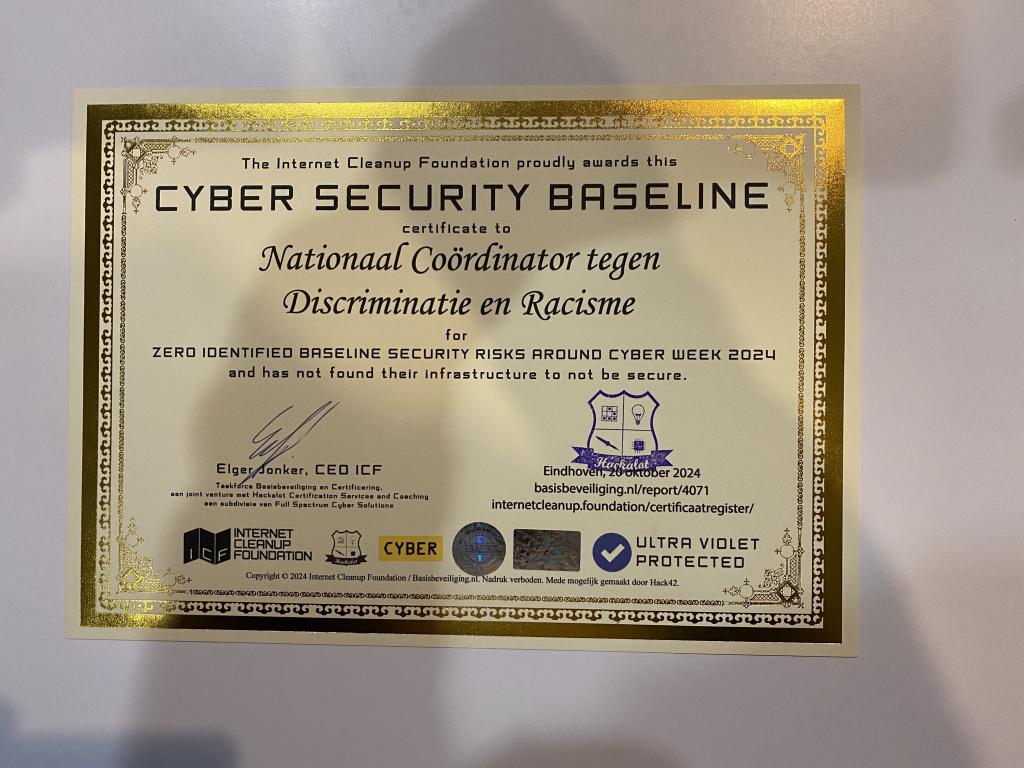 The Internet Cleanup Foundation proudly awards this
CYBER SECURITY BASELINE
certificate to
Nationaal Coördinator tegen
Discriminatie en Racisme
for
ZERO IDENTIFIED BASELINE SECURITY RISKS AROUND CYBER WEEK 2024
and has not found their infrastructure to not be secure.
Elger Jonker, CEO ICF
Taskforce Basisbeveiliging en Certificering,
een joint venture met Hackalot Certification Services and Coaching
een subdivisie van Full Spectrum Cyber Solutions
Hackalot
Eindhoven, 20 oktober 2024
basisbeveiliging.nl/report/4071
internetcleanup.foundation/certificaatregister/
ICF
INTERNET
CLEANUP
FOUNDATION
Hackalot
CYBER
ULTRA VIOLET
PROTECTED
Copyright © 2024 Internet Cleanup Foundation / Basisbeveiliging.nl. Nadruk verboden. Mede mogelijk gemaakt door Hack42.